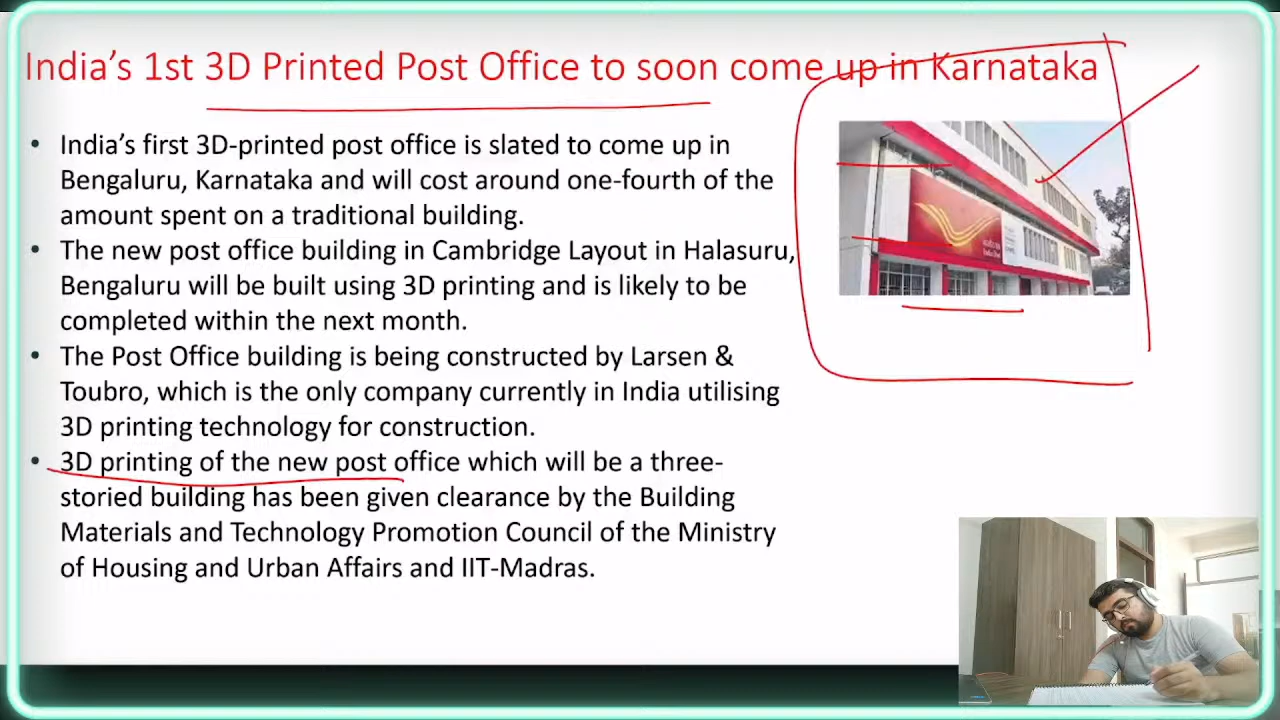 India's 1st 3D Printed Post Office to soon come up in Karnataka
• India's first 3D-printed post office is slated to come up in
Bengaluru, Karnataka and will cost around one-fourth of the
amount spent on a traditional building.
• The new post office building in Cambridge Layout in Halasuru,
Bengaluru will be built using 3D printing and is likely to be
completed within the next month.
• The Post Office building is being constructed by Larsen &
Toubro, which is the only company currently in India utilising
3D printing technology for construction.
• 3D printing of the new post office which will be a three-
storied building has been given clearance by the Building
Materials and Technology Promotion Council of the Ministry
of Housing and Urban Affairs and IIT-Madras.